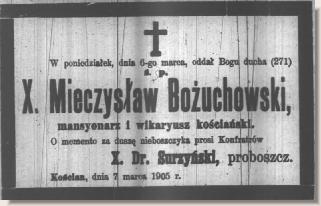 W poniedziałek, dnia 6-go marca, oddał Bogu ducha (271)
ś. p.
X. Mieczysław Bożuchowski,
mansyonarz i wikaryusz kościański.
O memento za duszę nieboszczyka prosi Konfratrów
X. Dr. Surzyński, proboszcz.
Kościan, dnia 7 marca 1905 r.